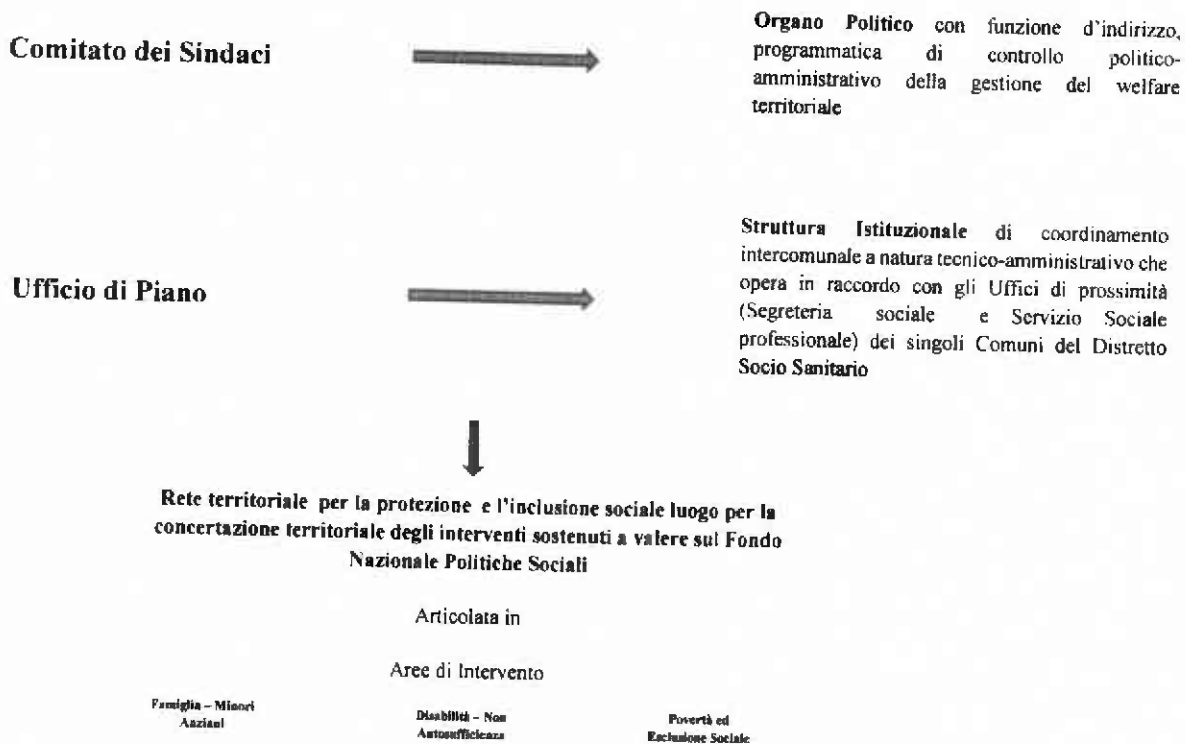 Comitato dei Sindaci
Organo Politico con funzione d'indirizzo,
programmatica di controllo politico-
amministrativo della gestione del welfare
territoriale
Ufficio di Piano
Struttura Istituzionale di coordinamento
intercomunale a natura tecnico-amministrativo che
opera in raccordo con gli Uffici di prossimità
(Segreteria sociale e Servizio Sociale
professionale) dei singoli Comuni del Distretto
Socio Sanitario
Rete territoriale per la protezione e l'inclusione sociale luogo per la
concertazione territoriale degli interventi sostenuti a valere sul Fondo
Nazionale Politiche Sociali
Articolata in
Aree di Intervento
Famiglia – Minori
Anziani
Disabilità – Non
Autosufficienza
Povertà ed
Esclusione Sociale